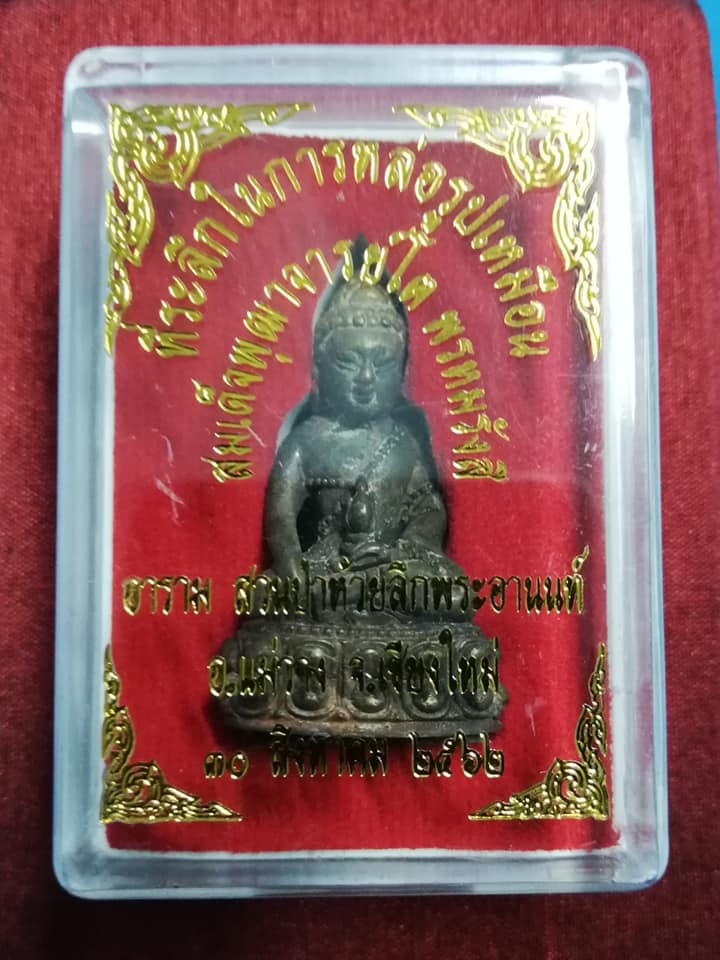 ที่ระลึกในการหล่อรูปเหมือน
สมเด็จพุฒาจารย์โต พรหมรังสี
อาราม สวนป่าห้วยลึกพระอานนท์
อ.แม่วาง จ.เชียงใหม่
๓๑ สิงหาคม ๒๕๖๒